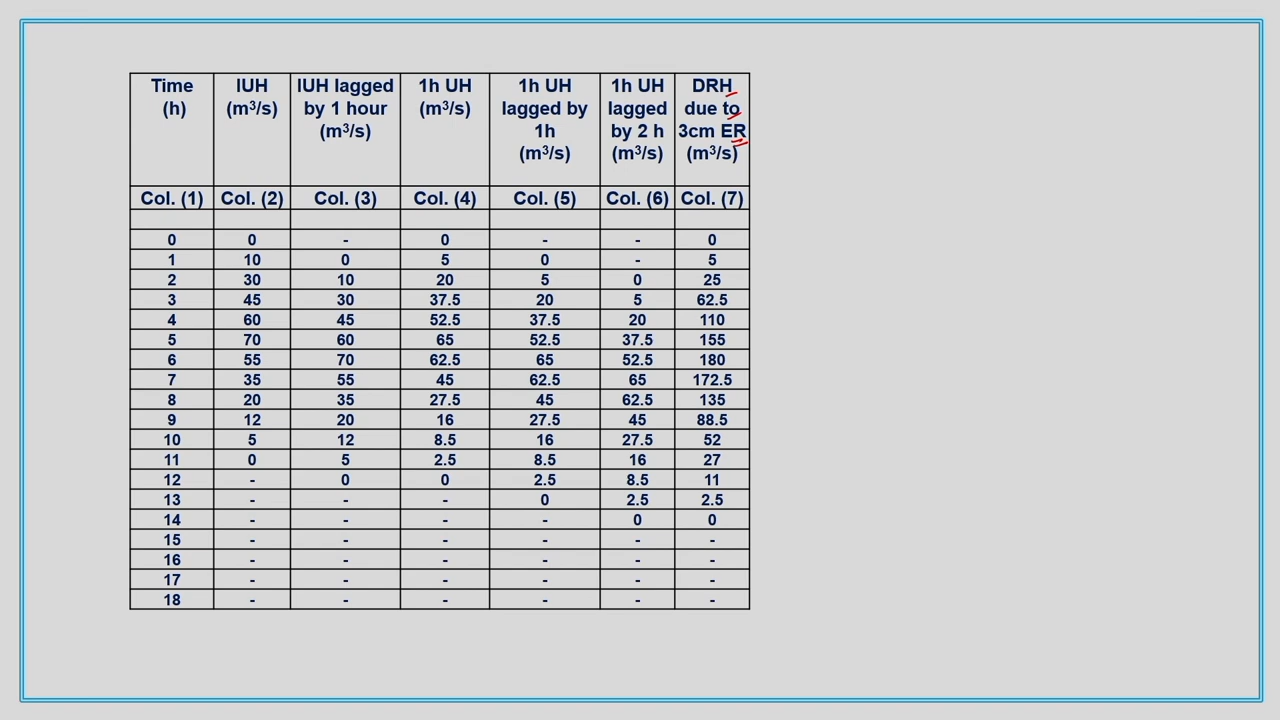 Time IUH IUH lagged 1h UH 1h UH 1h UH DRH
(h) (m³/s) by 1 hour (m³/s) lagged by lagged due to
(m³/s) 1h by 2 h 3cm ER
(m³/s) (m³/s) (m³/s)
Col. (1) Col. (2) Col. (3) Col. (4) Col. (5) Col. (6) Col. (7)
0 0 - 0 - - 0
1 10 0 5 0 - 5
2 30 10 20 5 0 25
3 45 30 37.5 20 5 62.5
4 60 45 52.5 37.5 20 110
5 70 60 65 52.5 37.5 155
6 55 70 62.5 65 52.5 180
7 35 55 45 62.5 65 172.5
8 20 35 27.5 45 62.5 135
9 12 20 16 27.5 45 88.5
10 5 12 8.5 16 27.5 52
11 0 5 2.5 8.5 16 27
12 - 0 0 2.5 8.5 11
13 - - - 0 2.5 2.5
14 - - - - 0 0
15 - - - - - -
16 - - - - - -
17 - - - - - -
18 - - - - - -